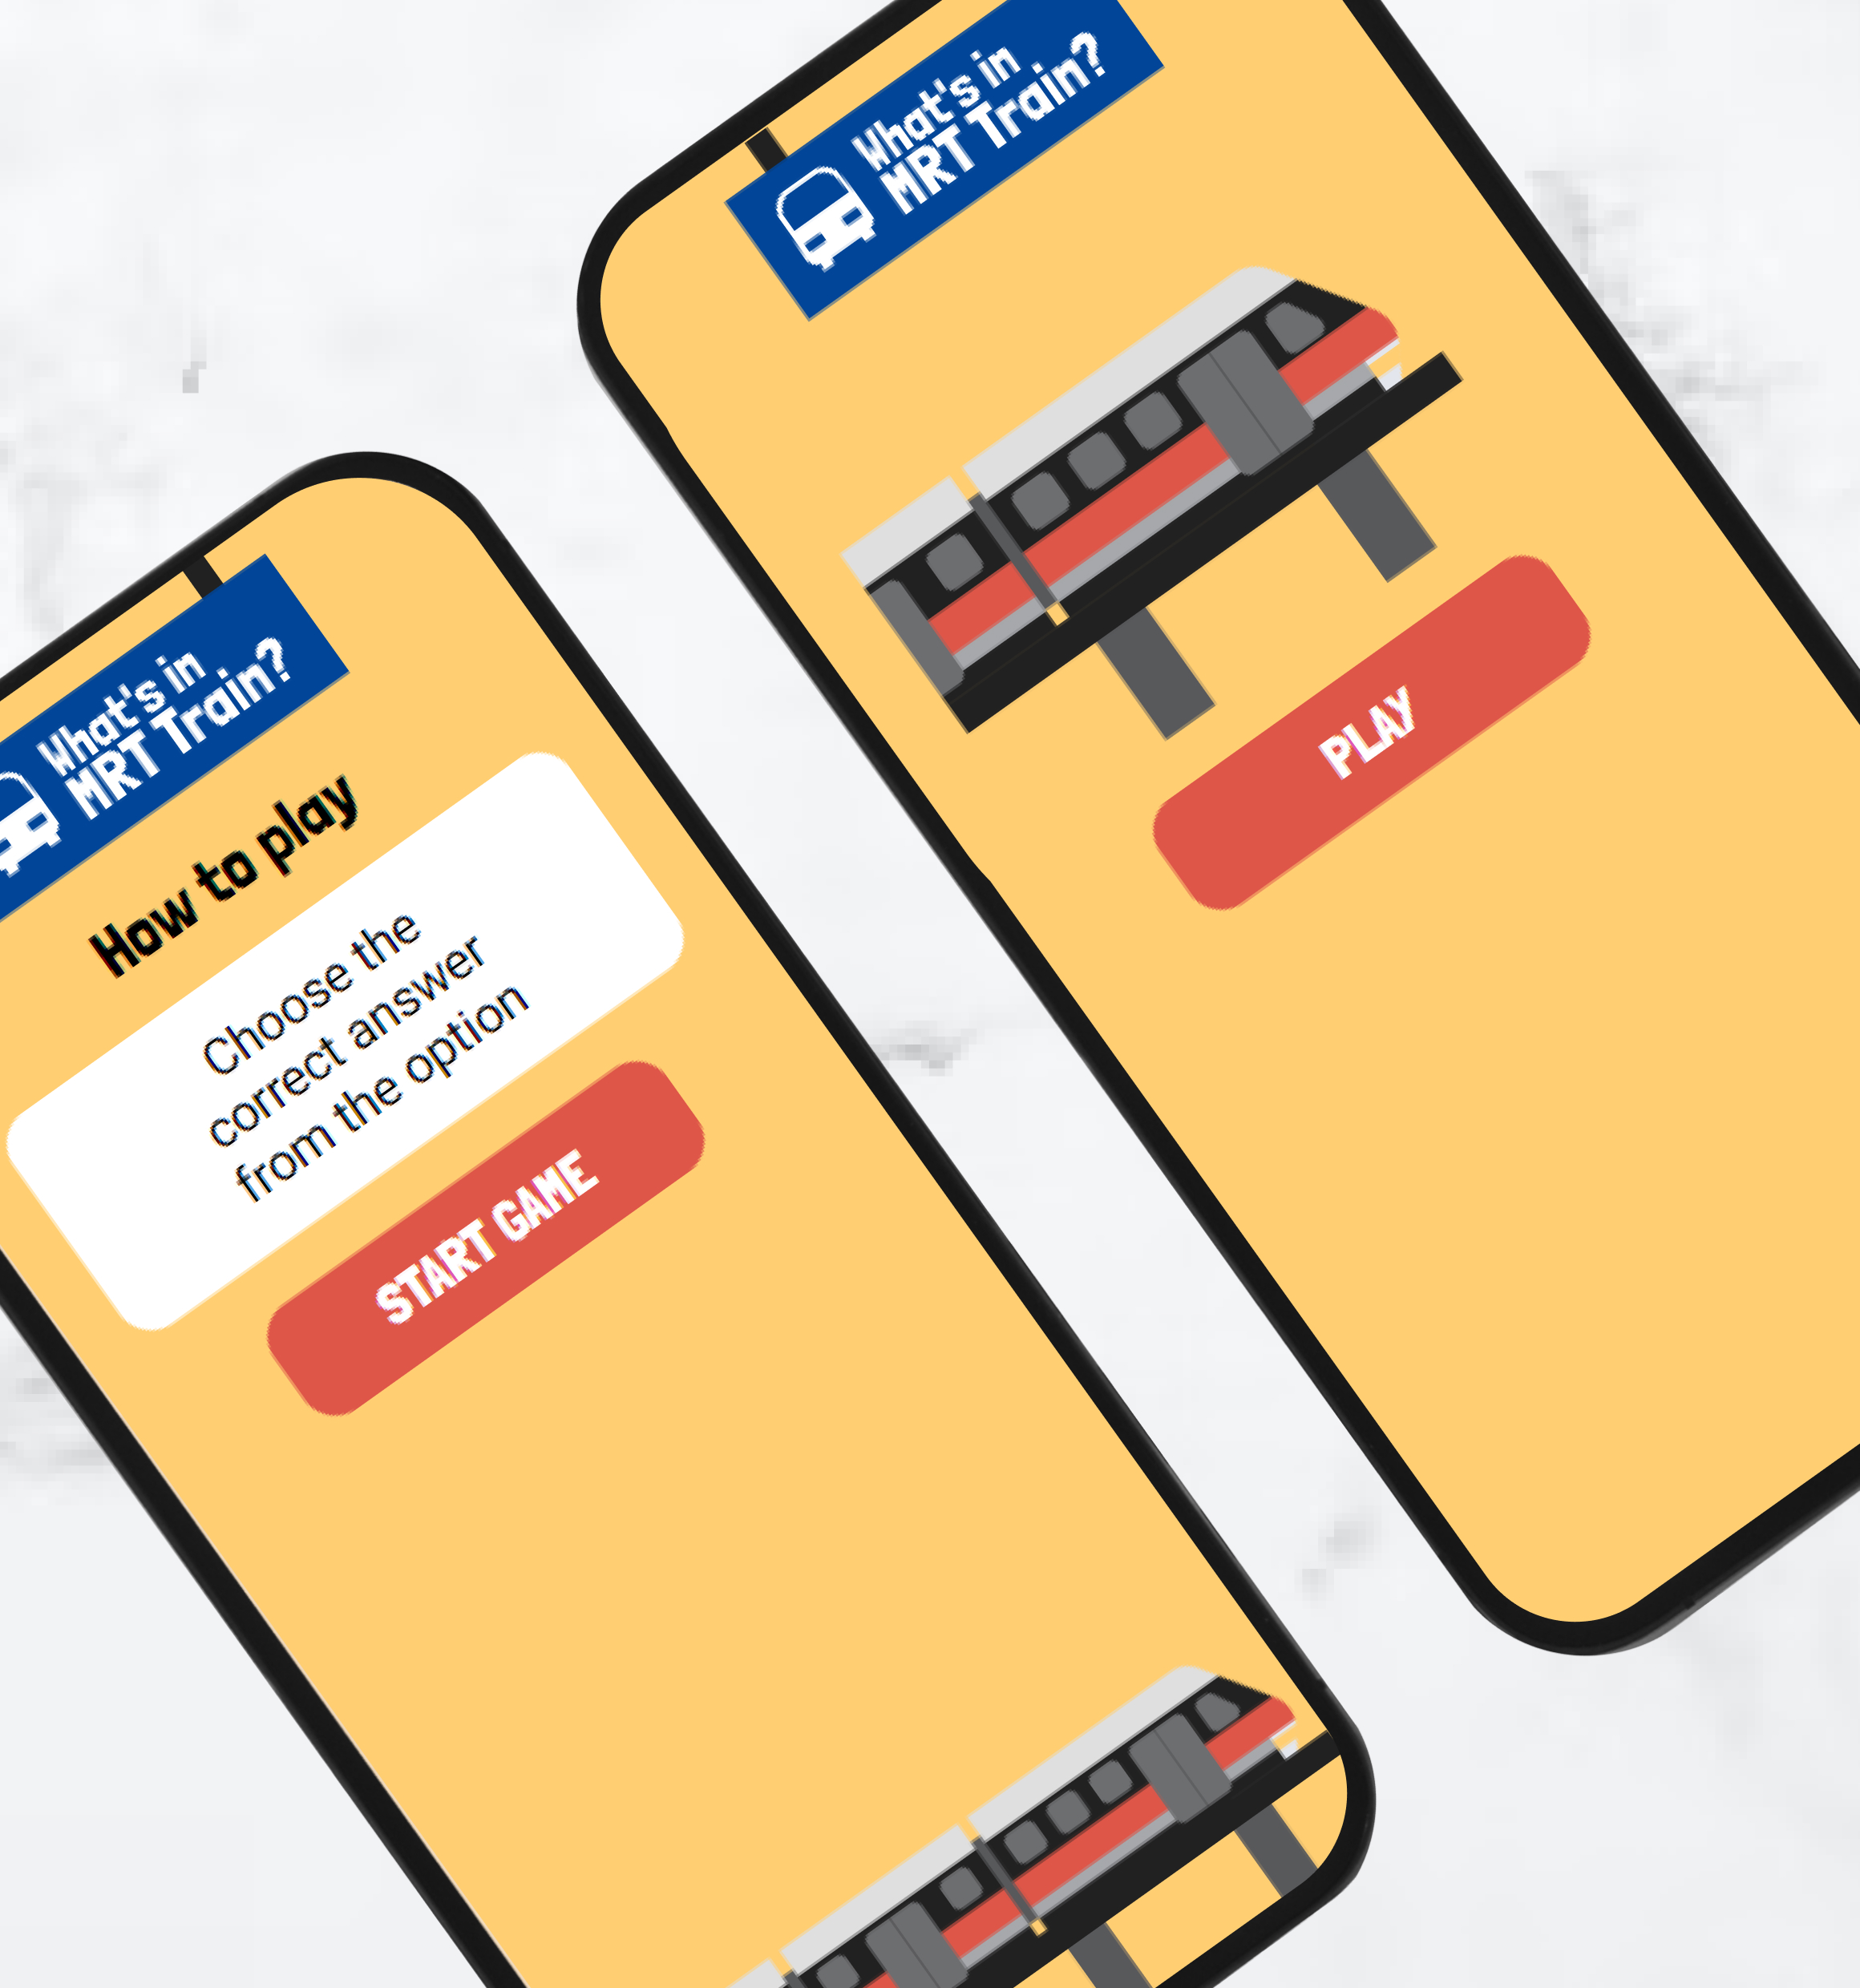 What's in
MRT Train?
How to play
Choose the
correct answer
from the option
START GAME
What's in
MRT Train?
PLAY